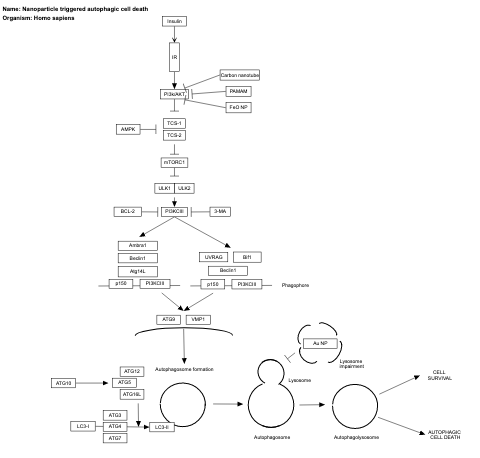 Name: Nanoparticle triggered autophagic cell death
Organism: Homo sapiens
Insulin
IR
Carbon nanotube
PI3k/AKT
PAMAM
FeO NP
TCS-1
AMPK
TCS-2
mTORC1
ULK1
ULK2
BCL-2
PI3KCIII
3-MA
Ambra1
Beclin1
Atg14L
p150
PI3KCIII
UVRAG
Bif1
Beclin1
p150
PI3KCIII
Phagophore
ATG9
VMP1
Au NP
Lysosome
impairment
Autophagosome formation
Lysosome
CELL
SURVIVAL
ATG12
ATG10
ATG5
ATG16L
ATG3
LC3-I
ATG4
LC3-II
ATG7
Autophagosome
Autophagolysosome
AUTOPHAGIC
CELL DEATH